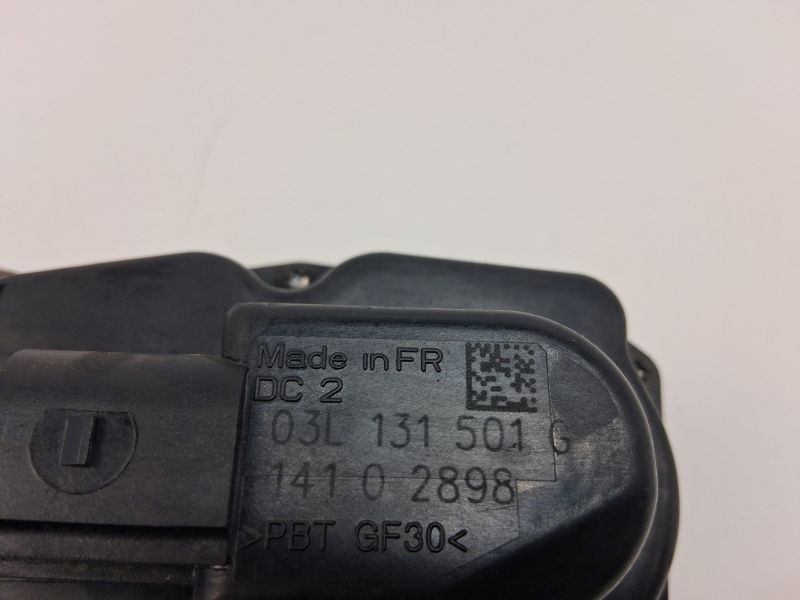 Made in FR
DC 2
03L 131 501 G
141 0 2898
>PBT GF30<